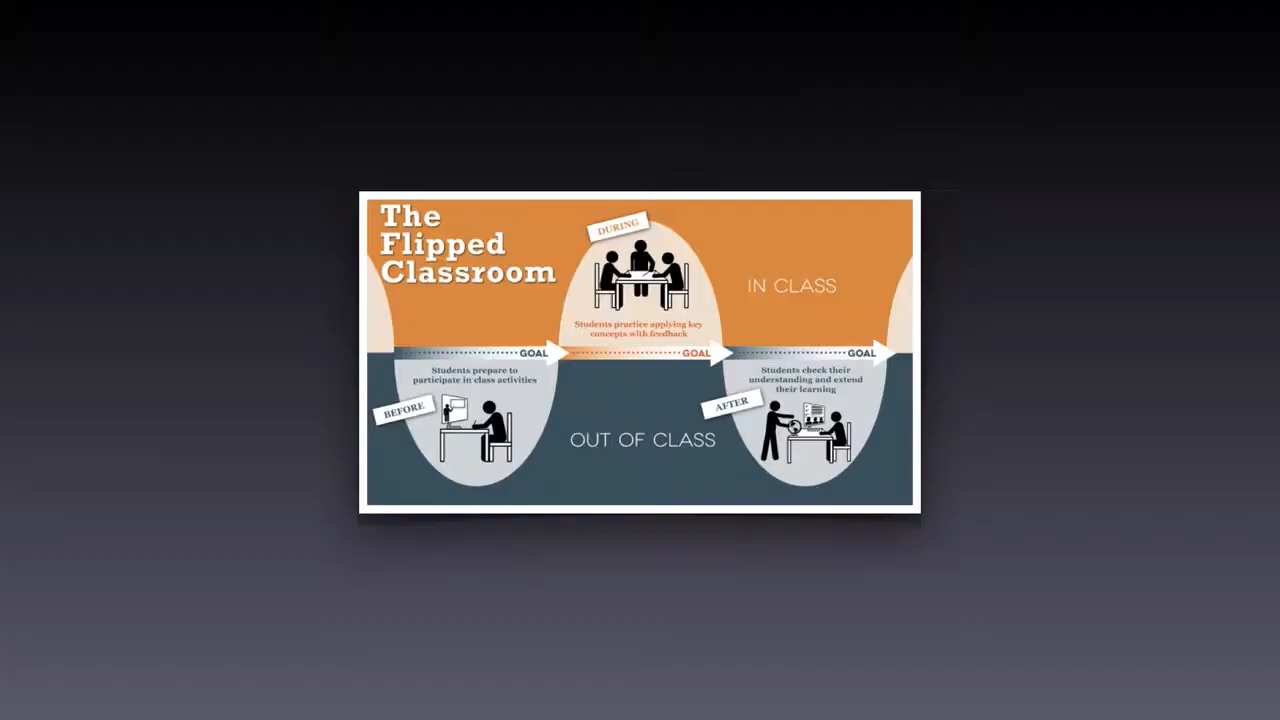 The
Flipped
Classroom
DURING
IN CLASS
Students practice applying key
concepts with feedback
GOAL
GOAL
GOAL
Students prepare to
participate in class activities
BEFORE
OUT OF CLASS
Students check their
understanding and extend
their learning
AFTER